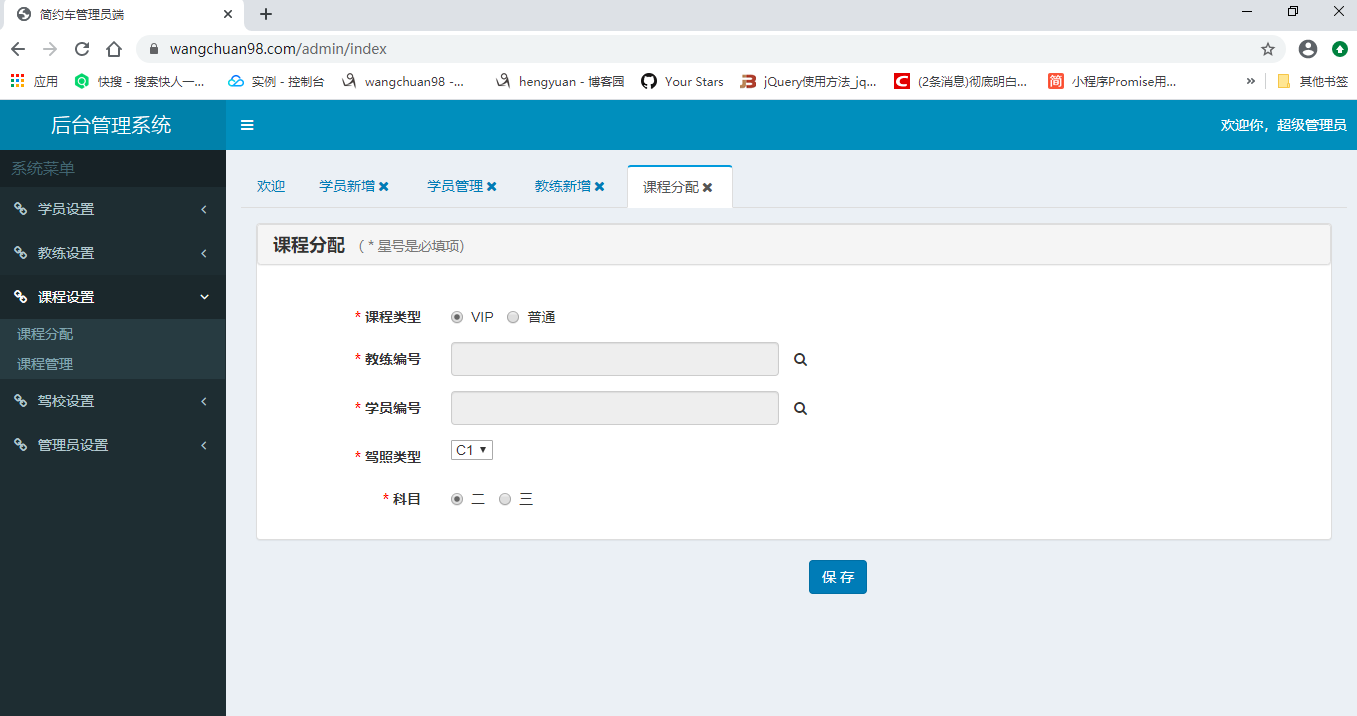 简约车管理员端
wangchuan98.com/admin/index
应用 快搜 - 搜索快人一... 实例 - 控制台 wangchuan98 -... hengyuan - 博客园 Your Stars jQuery使用方法_jq... (2条消息)彻底明白... 小程序Promise用... » 其他书签
后台管理系统 欢迎你，超级管理员
系统菜单
学员设置
教练设置
课程设置
课程分配
课程管理
驾校设置
管理员设置
欢迎 学员新增 学员管理 教练新增 课程分配
课程分配 ( * 星号是必填项)
* 课程类型 VIP 普通
* 教练编号
* 学员编号
* 驾照类型 C1
* 科目 二 三
保 存